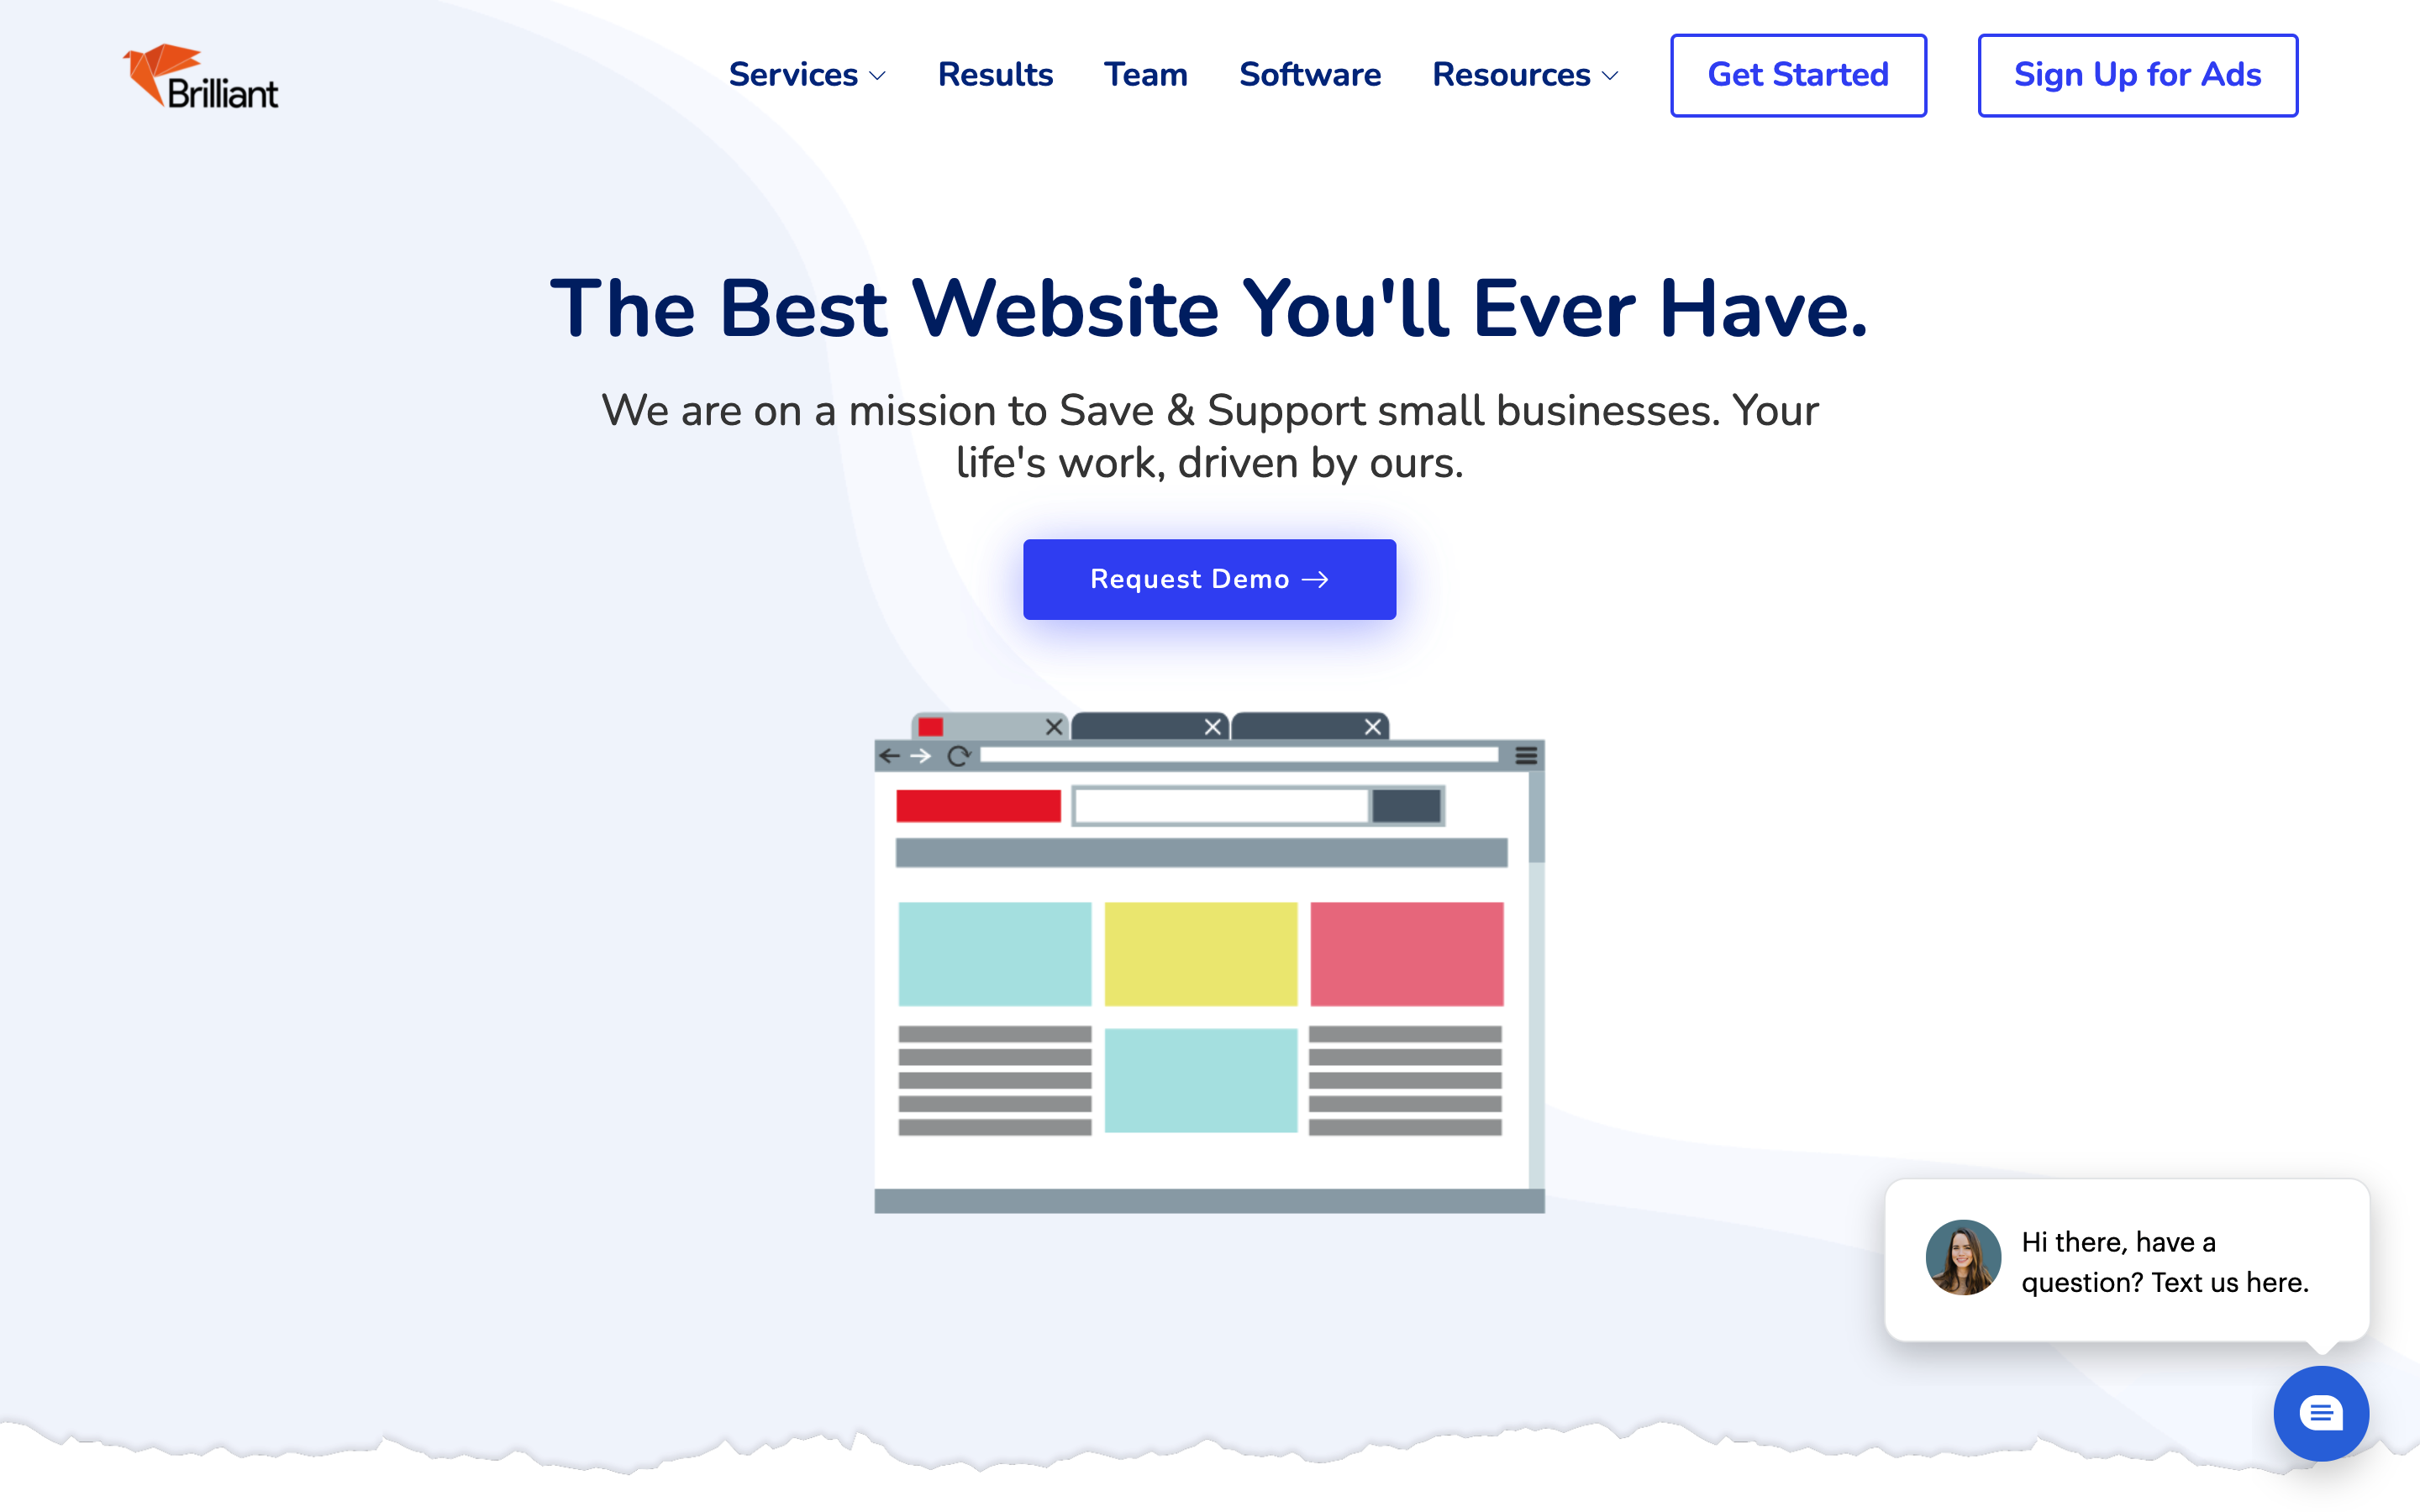 Brilliant
Services
Results
Team
Software
Resources
Get Started
Sign Up for Ads
The Best Website You'll Ever Have.
We are on a mission to Save & Support small businesses. Your
life's work, driven by ours.
Request Demo
Hi there, have a
question? Text us here.